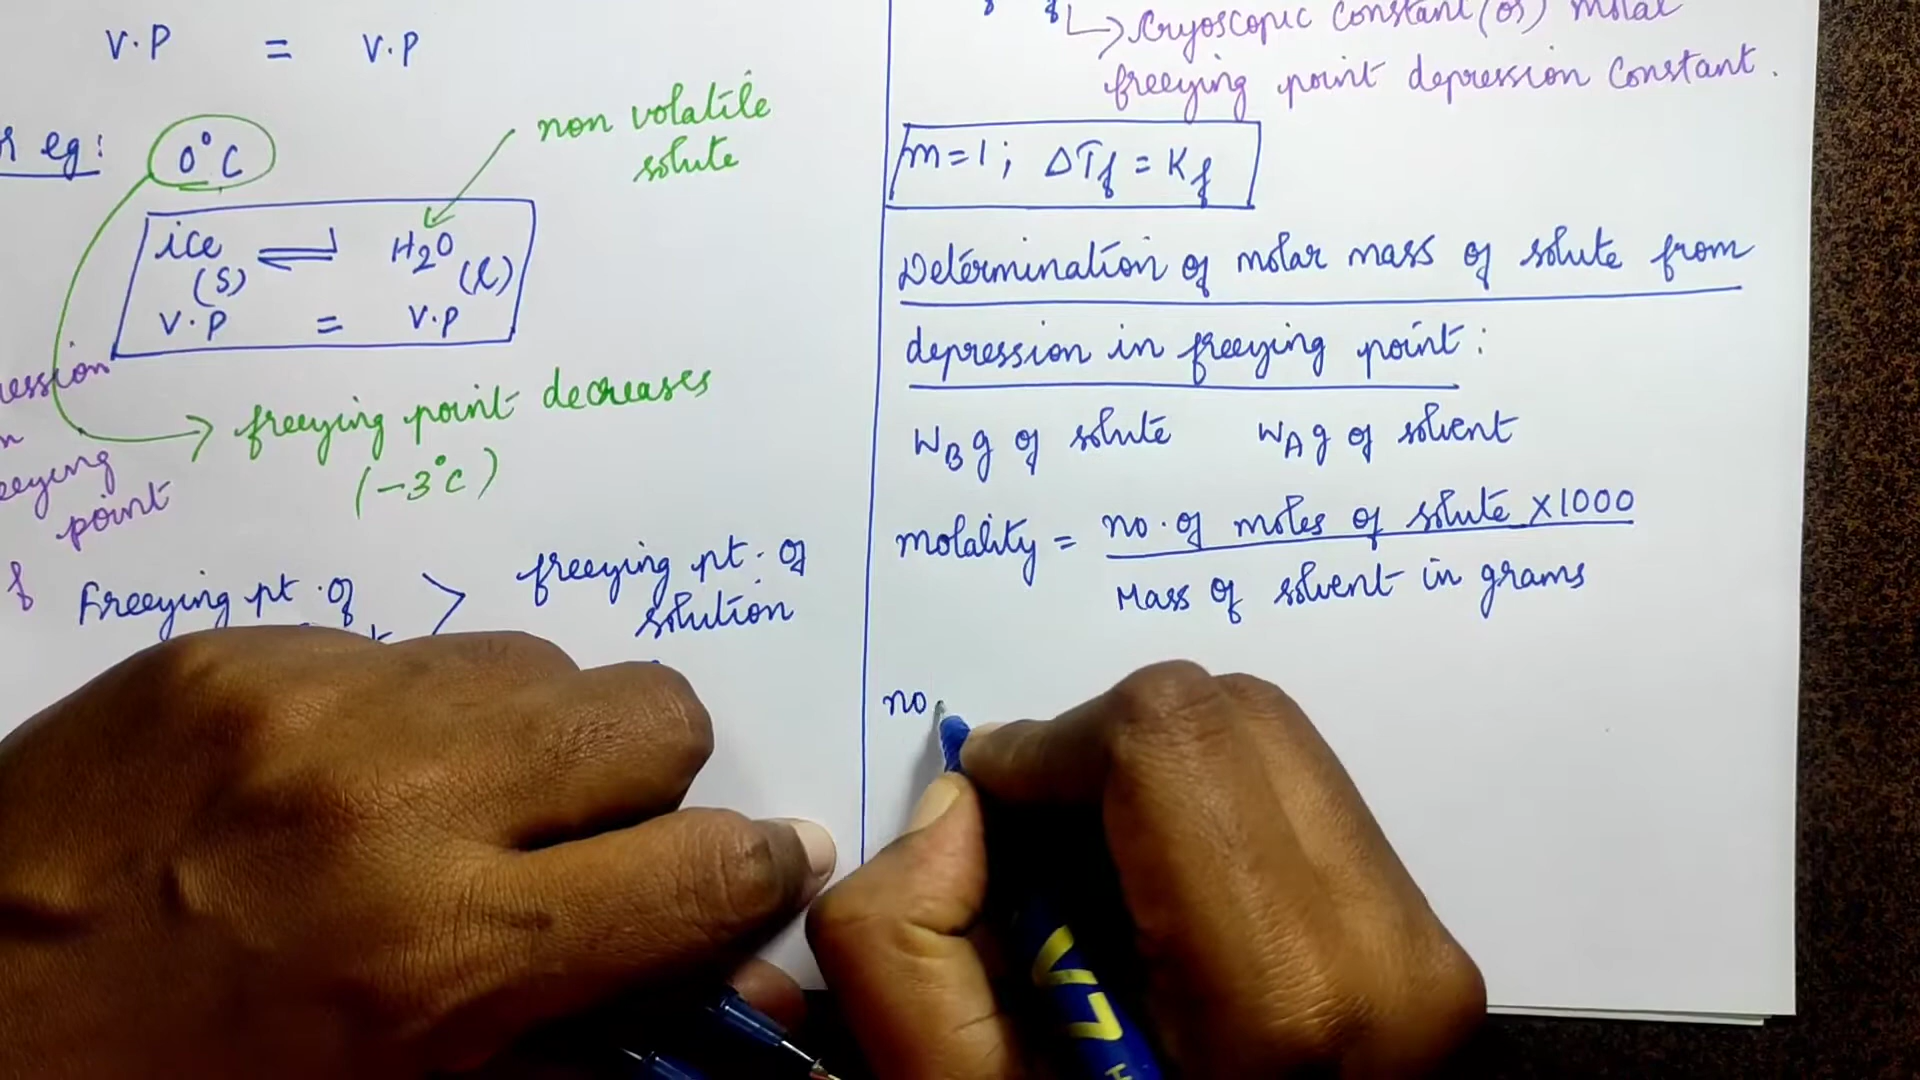 V.P = V.P
eg:
0°C
non volatile
solute
ice ⇌ H2O
(s) (l)
V.P = V.P
freezing point decreases
(-3°C)
point
f
Freezing pt. of > freezing pt. of
solution
Cryoscopic constant (or) molal
freezing point depression constant.
m=1; ΔTf = Kf
Determination of molar mass of solute from
depression in freezing point:
WB g of solute WA g of solvent
molality = no. of moles of solute X1000
Mass of solvent in grams
no.
V7